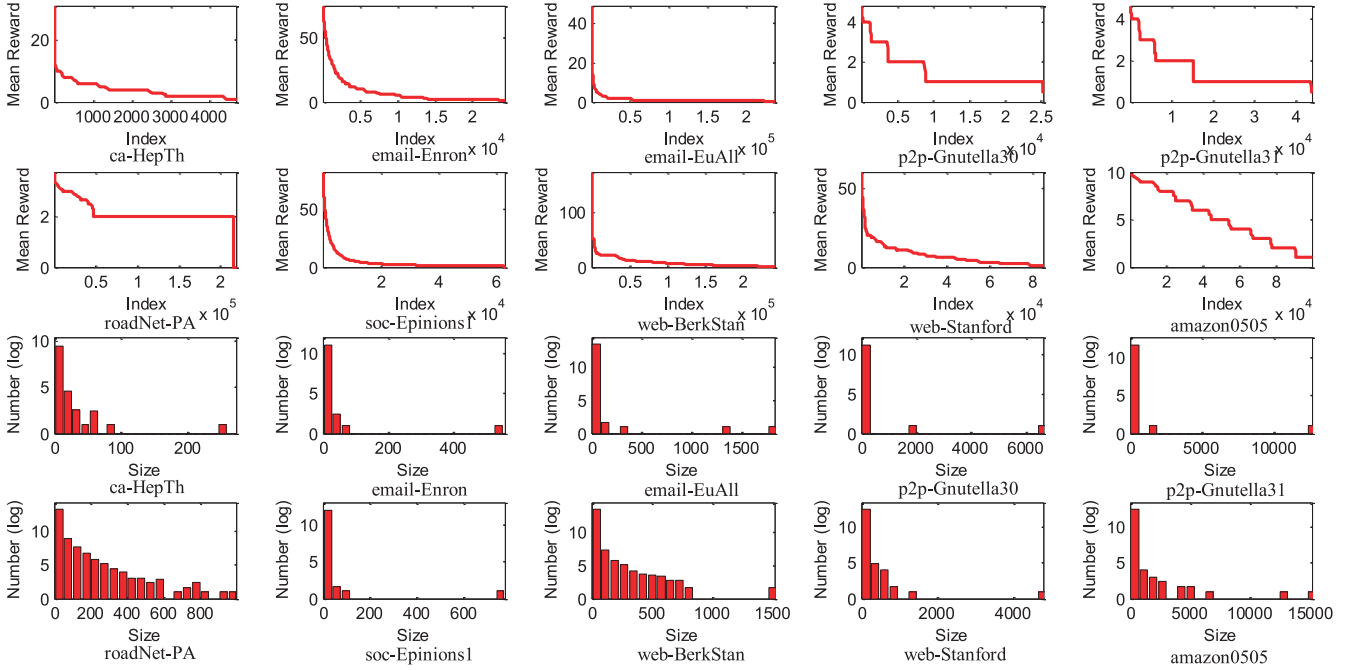 Mean Reward
0
20
1000 2000 3000 4000
Index
ca-HepTh
Mean Reward
0
50
0.5 1 1.5 2
Index
x 10^4
email-Enron
Mean Reward
0
20
40
0.5 1 1.5 2
Index
x 10^5
email-EuAll
Mean Reward
0
2
4
0.5 1 1.5 2 2.5
Index
x 10^4
p2p-Gnutella30
Mean Reward
0
2
4
1 2 3 4
Index
x 10^4
p2p-Gnutella31
Mean Reward
0
2
0.5 1 1.5 2
Index
x 10^5
roadNet-PA
Mean Reward
0
50
2 4 6
Index
x 10^4
soc-Epinions1
Mean Reward
0
100
0.5 1 1.5 2
Index
x 10^5
web-BerkStan
Mean Reward
0
20
40
60
2 4 6 8
Index
x 10^4
web-Stanford
Mean Reward
0
5
10
2 4 6 8
Index
x 10^4
amazon0505
Number (log)
0
5
10
0 100 200
Size
ca-HepTh
Number (log)
0
5
10
0 200 400
Size
email-Enron
Number (log)
0
5
10
0 500 1000 1500
Size
email-EuAll
Number (log)
0
5
10
0 2000 4000 6000
Size
p2p-Gnutella30
Number (log)
0
5
10
0 5000 10000
Size
p2p-Gnutella31
Number (log)
0
5
10
0 200 400 600 800
Size
roadNet-PA
Number (log)
0
5
10
0 200 400 600
Size
soc-Epinions1
Number (log)
0
5
10
0 500 1000 1500
Size
web-BerkStan
Number (log)
0
5
10
0 2000 4000
Size
web-Stanford
Number (log)
0
5
10
0 5000 10000 15000
Size
amazon0505